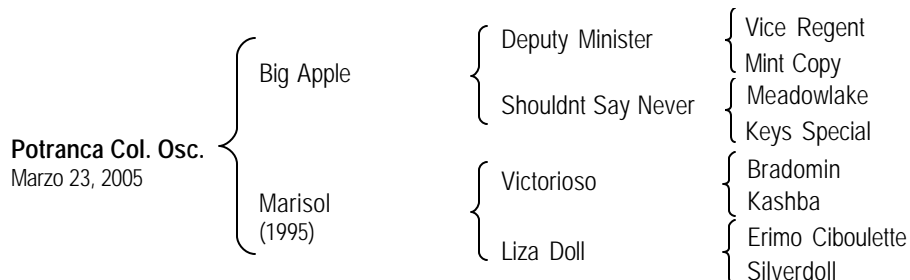 Potranca Col. Osc.
Marzo 23, 2005
Big Apple
Marisol
(1995)
Deputy Minister
Shouldnt Say Never
Victorioso
Liza Doll
Vice Regent
Mint Copy
Meadowlake
Keys Special
Bradomin
Kashba
Erimo Ciboulette
Silverdoll